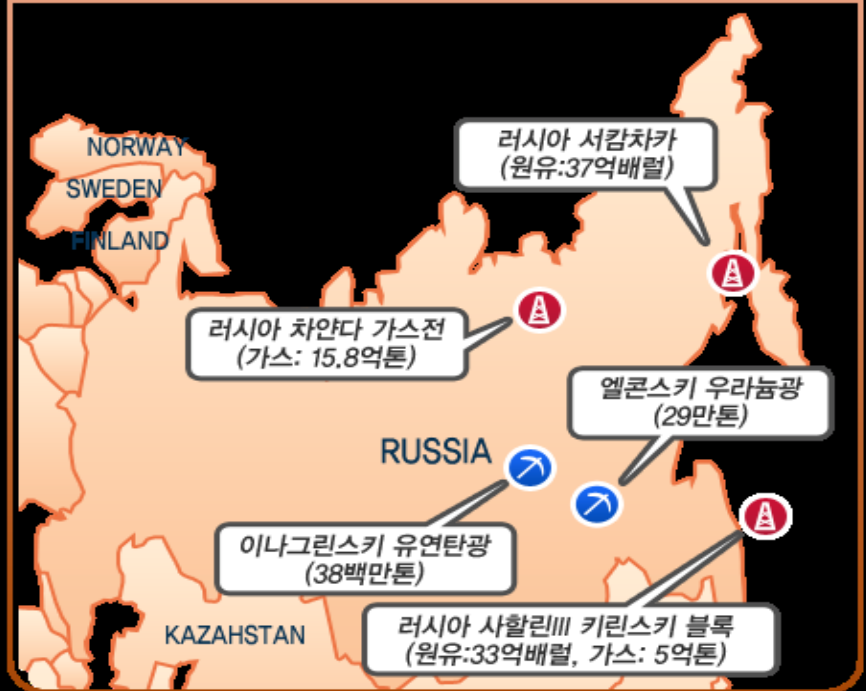 러시아 서캄차카
(원유:37억배럴)
NORWAY
SWEDEN
FINLAND
러시아 차얀다 가스전
(가스: 15.8억톤)
엘콘스키 우라늄광
(29만톤)
RUSSIA
이나그린스키 유연탄광
(38백만톤)
러시아 사할린III 키린스키 블록
(원유:33억배럴, 가스: 5억톤)
KAZAHSTAN